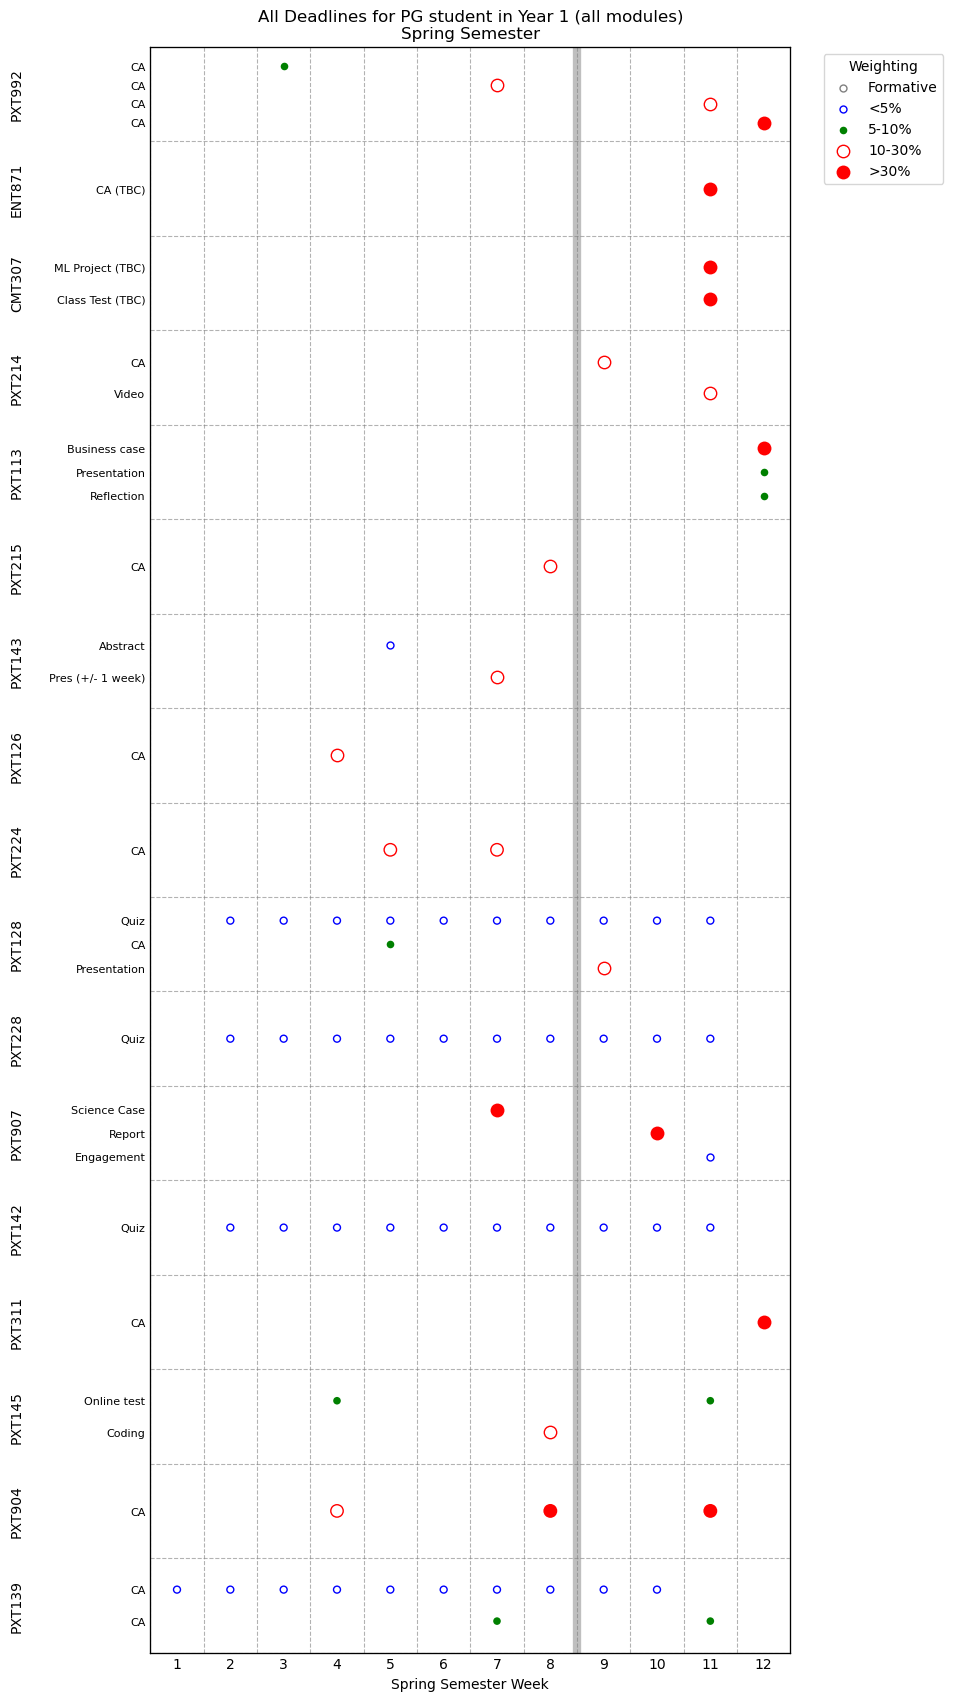 All Deadlines for PG student in Year 1 (all modules)
Spring Semester
Weighting
Formative
<5%
5-10%
10-30%
>30%
PXT992
CA
CA
CA
CA
ENT871
CA (TBC)
CMT307
ML Project (TBC)
Class Test (TBC)
PXT214
CA
Video
PXT113
Business case
Presentation
Reflection
PXT215
CA
PXT143
Abstract
Pres (+/- 1 week)
PXT126
CA
PXT224
CA
PXT128
Quiz
CA
Presentation
PXT228
Quiz
PXT907
Science Case
Report
Engagement
PXT142
Quiz
PXT311
CA
PXT145
Online test
Coding
PXT904
CA
PXT139
CA
CA
1 2 3 4 5 6 7 8 9 10 11 12
Spring Semester Week